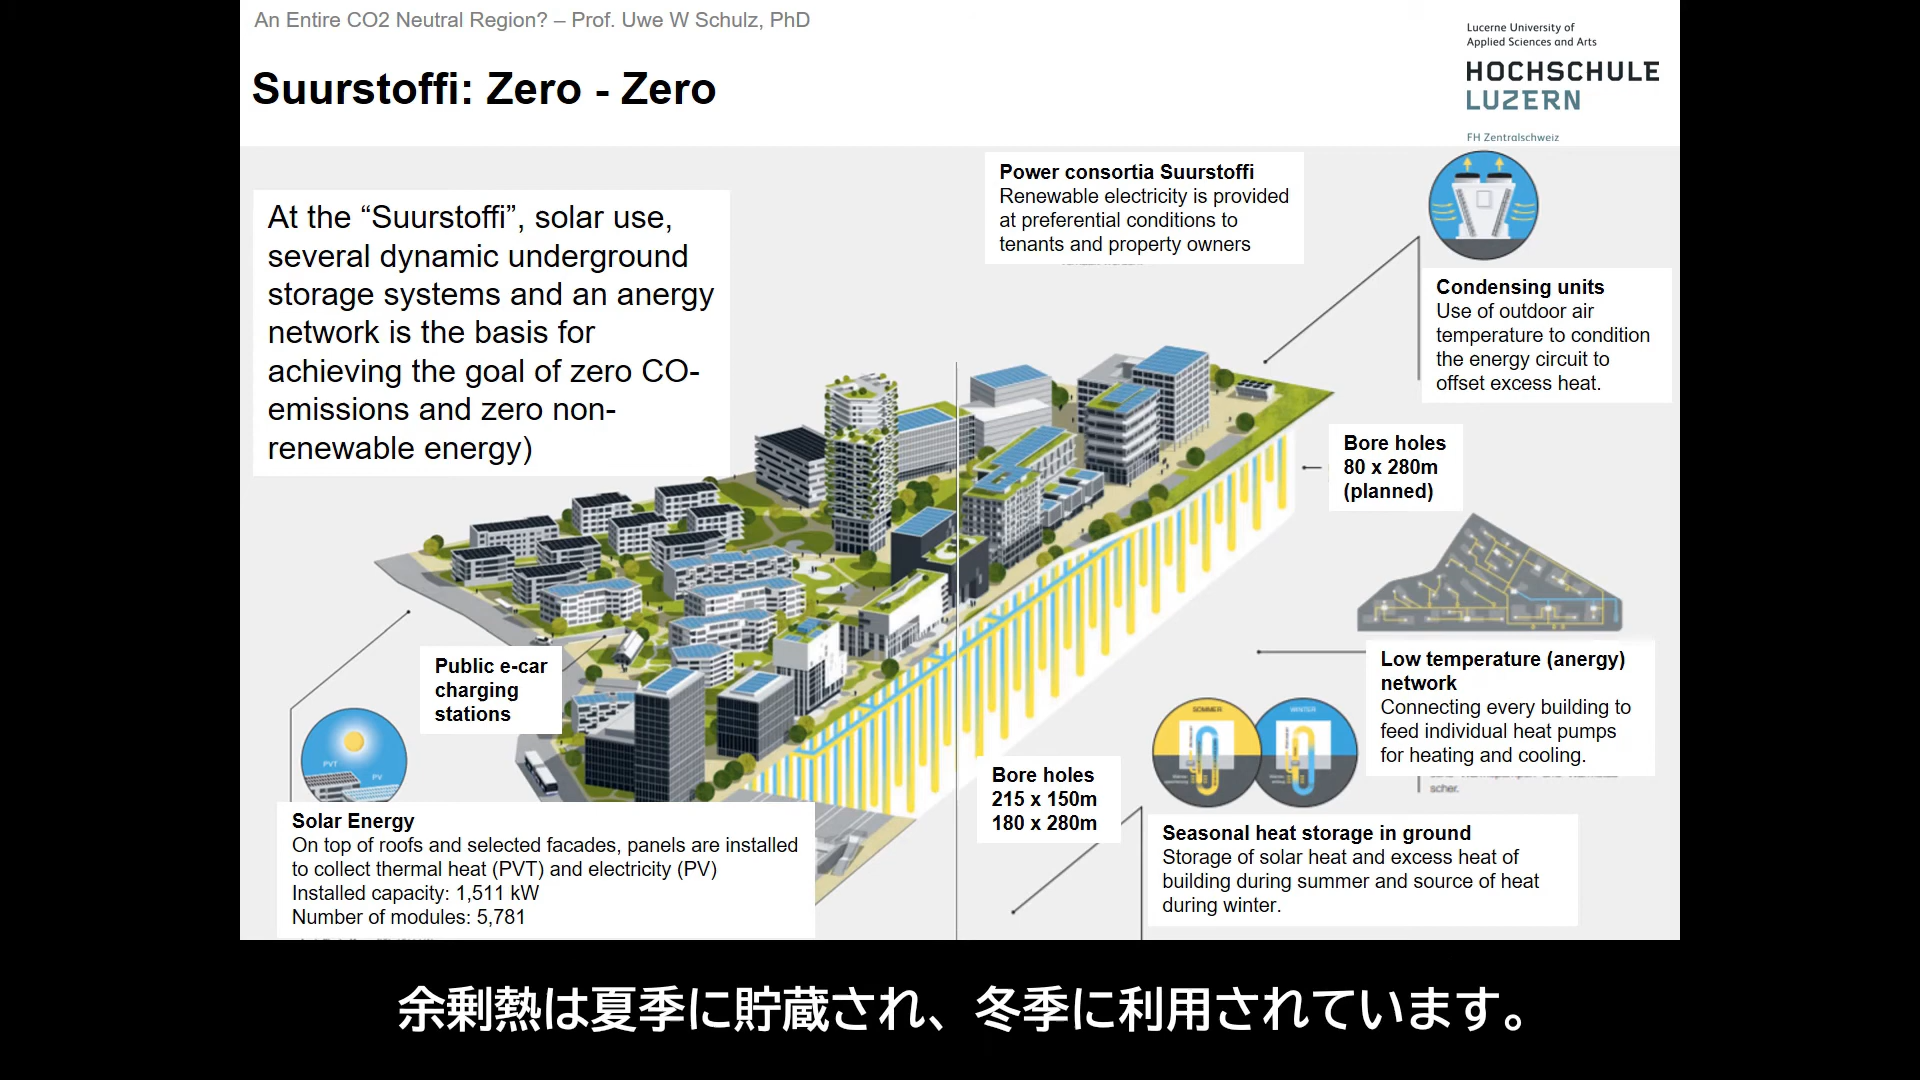 An Entire CO2 Neutral Region? – Prof. Uwe W Schulz, PhD
Suurstoffi: Zero - Zero
Lucerne University of
Applied Sciences and Arts
HOCHSCHULE
LUZERN
FH Zentralschweiz
At the “Suurstoffi”, solar use,
several dynamic underground
storage systems and an anergy
network is the basis for
achieving the goal of zero CO-
emissions and zero non-
renewable energy)
Power consortia Suurstoffi
Renewable electricity is provided
at preferential conditions to
tenants and property owners
Condensing units
Use of outdoor air
temperature to condition
the energy circuit to
offset excess heat.
Bore holes
80 x 280m
(planned)
Low temperature (anergy)
network
Connecting every building to
feed individual heat pumps
for heating and cooling.
scher.
Public e-car
charging
stations
PVT
PV
Solar Energy
On top of roofs and selected facades, panels are installed
to collect thermal heat (PVT) and electricity (PV)
Installed capacity: 1,511 kW
Number of modules: 5,781
Bore holes
215 x 150m
180 x 280m
SOMMER
WINTER
Seasonal heat storage in ground
Storage of solar heat and excess heat of
building during summer and source of heat
during winter.
余剰熱は夏季に貯蔵され、冬季に利用されています。